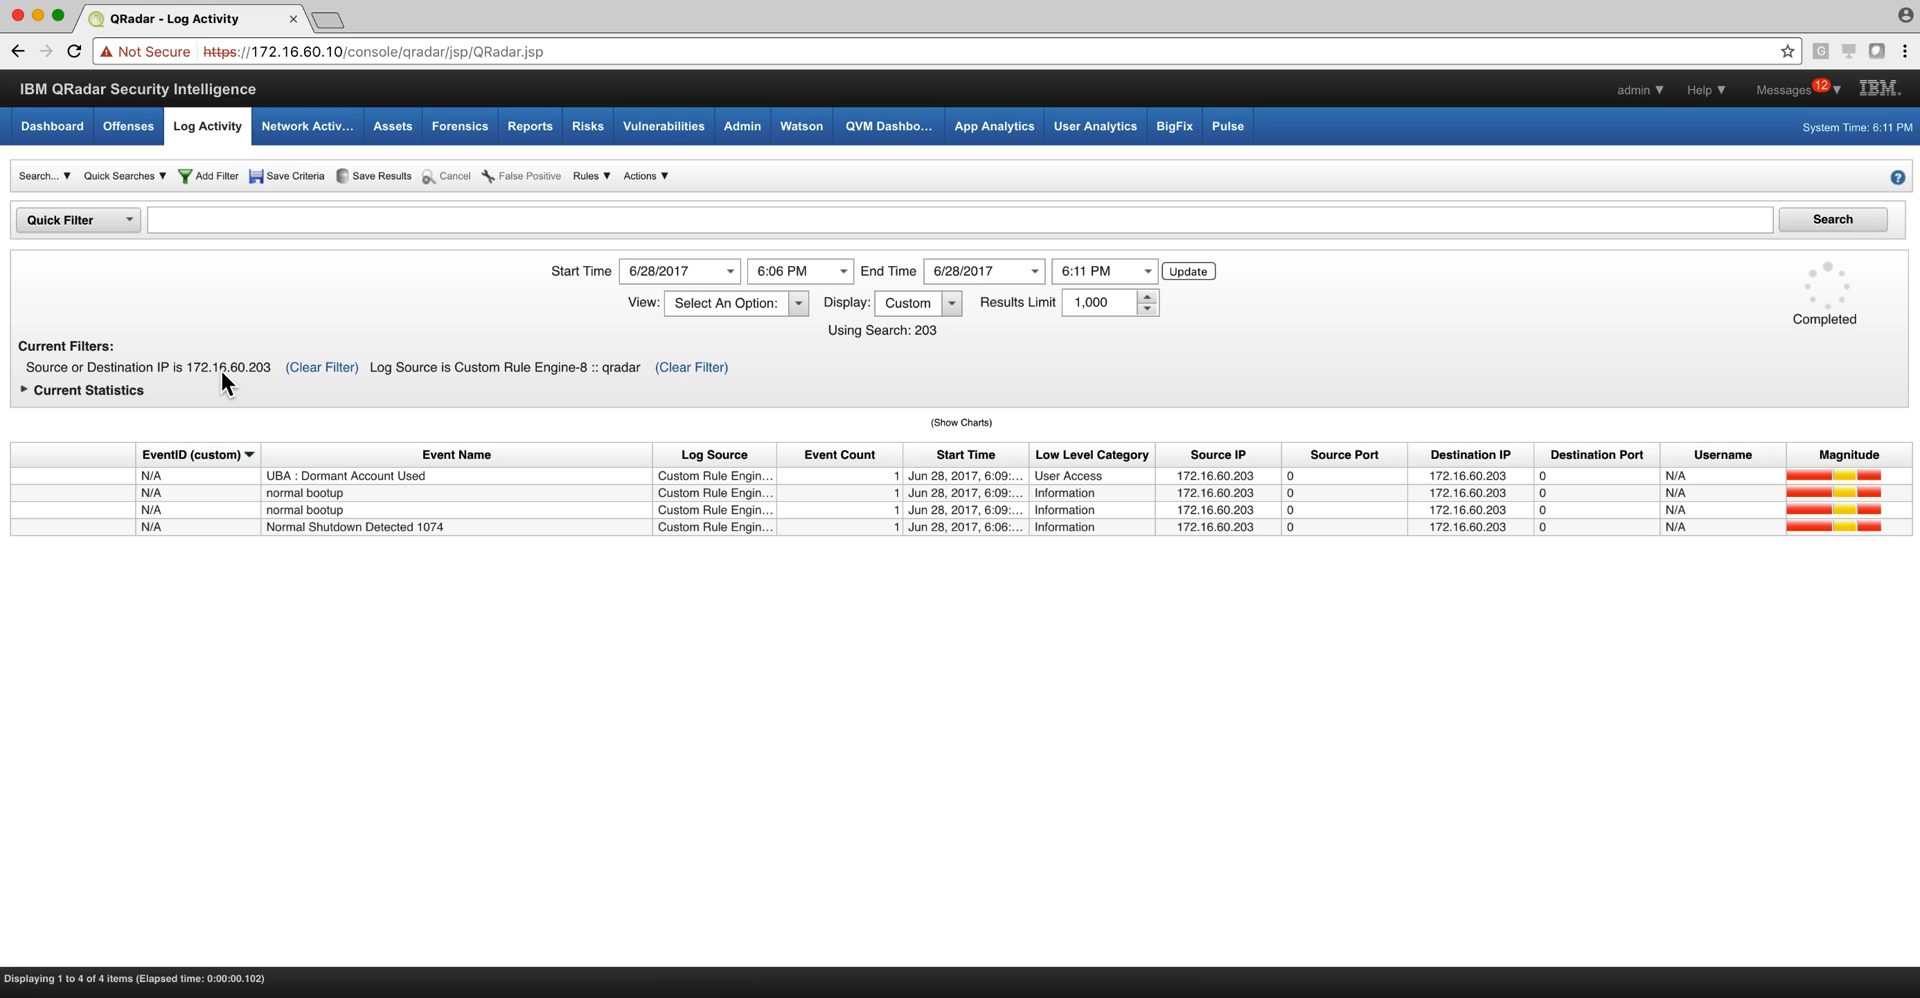 QRadar - Log Activity
Not Secure https://172.16.60.10/console/qradar/jsp/QRadar.jsp
IBM QRadar Security Intelligence admin ▼ Help ▼ Messages 12 ▼ IBM.
Dashboard Offenses Log Activity Network Activ... Assets Forensics Reports Risks Vulnerabilities Admin Watson QVM Dashbo... App Analytics User Analytics BigFix Pulse System Time: 6:11 PM
Search... ▼ Quick Searches ▼ Add Filter Save Criteria Save Results Cancel False Positive Rules ▼ Actions ▼ ?
Quick Filter Search
Start Time 6/28/2017 6:06 PM End Time 6/28/2017 6:11 PM Update
View: Select An Option: Display: Custom Results Limit 1,000
Completed
Using Search: 203
Current Filters:
Source or Destination IP is 172.16.60.203 (Clear Filter) Log Source is Custom Rule Engine-8 :: qradar (Clear Filter)
Current Statistics
(Show Charts)
EventID (custom) Event Name Log Source Event Count Start Time Low Level Category Source IP Source Port Destination IP Destination Port Username Magnitude
N/A UBA : Dormant Account Used Custom Rule Engin... 1 Jun 28, 2017, 6:09:... User Access 172.16.60.203 0 172.16.60.203 0 N/A
N/A normal bootup Custom Rule Engin... 1 Jun 28, 2017, 6:09:... Information 172.16.60.203 0 172.16.60.203 0 N/A
N/A normal bootup Custom Rule Engin... 1 Jun 28, 2017, 6:09:... Information 172.16.60.203 0 172.16.60.203 0 N/A
N/A Normal Shutdown Detected 1074 Custom Rule Engin... 1 Jun 28, 2017, 6:06:... Information 172.16.60.203 0 172.16.60.203 0 N/A
Displaying 1 to 4 of 4 items (Elapsed time: 0:00:00.102)